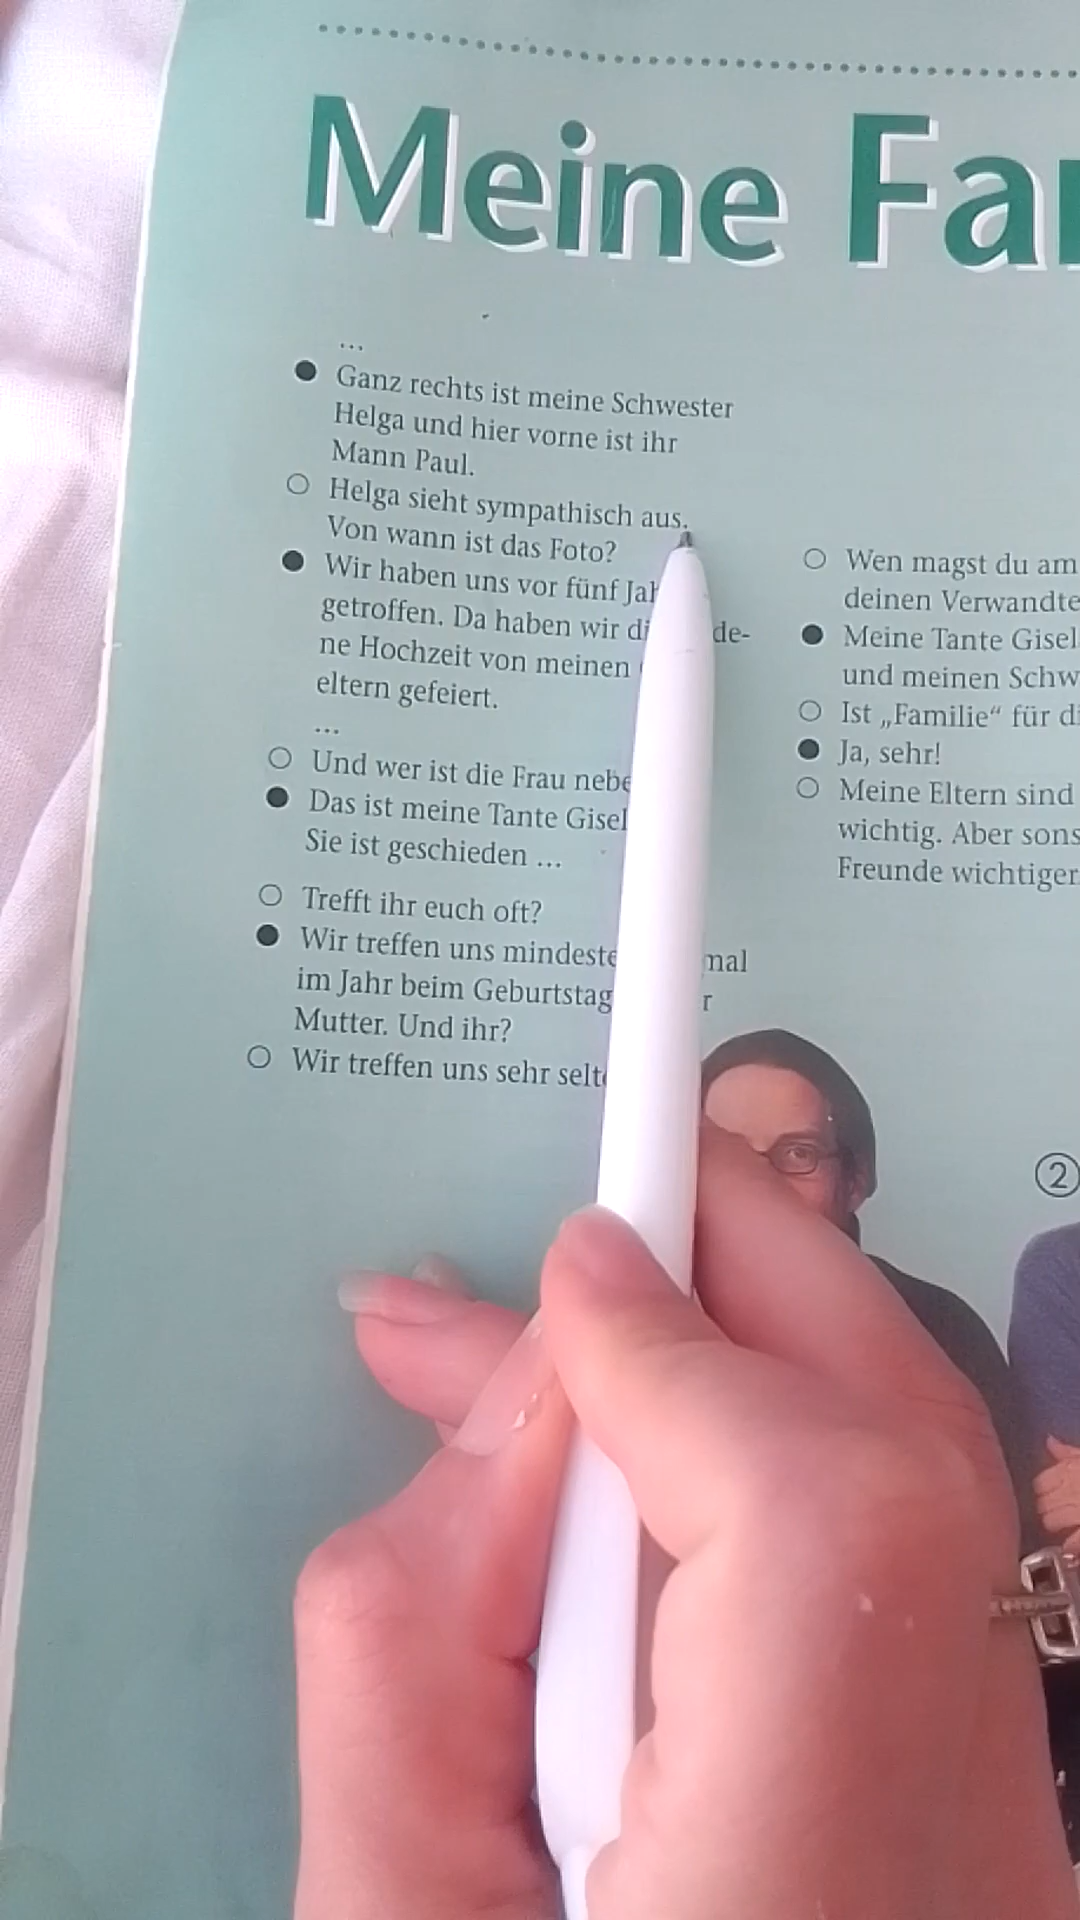 Meine
...
● Ganz rechts ist meine Schwester
Helga und hier vorne ist ihr
Mann Paul.
○ Helga sieht sympathisch aus.
Von wann ist das Foto?
● Wir haben uns vor fünf
getroffen. Da haben wir
ne Hochzeit von meinen
eltern gefeiert.
...
○ Und wer ist die Frau
● Das ist meine Tante
Sie ist geschieden ...
○ Trefft ihr euch oft?
● Wir treffen uns
im Jahr beim Geburtstag
Mutter. Und ihr?
○ Wir treffen uns sehr
○ Wen magst du am
deinen
● Meine Tante
und meinen
○ Ist „Familie“ für
● Ja, sehr!
○ Meine Eltern sind
wichtig. Aber
Freunde wichtiger
②